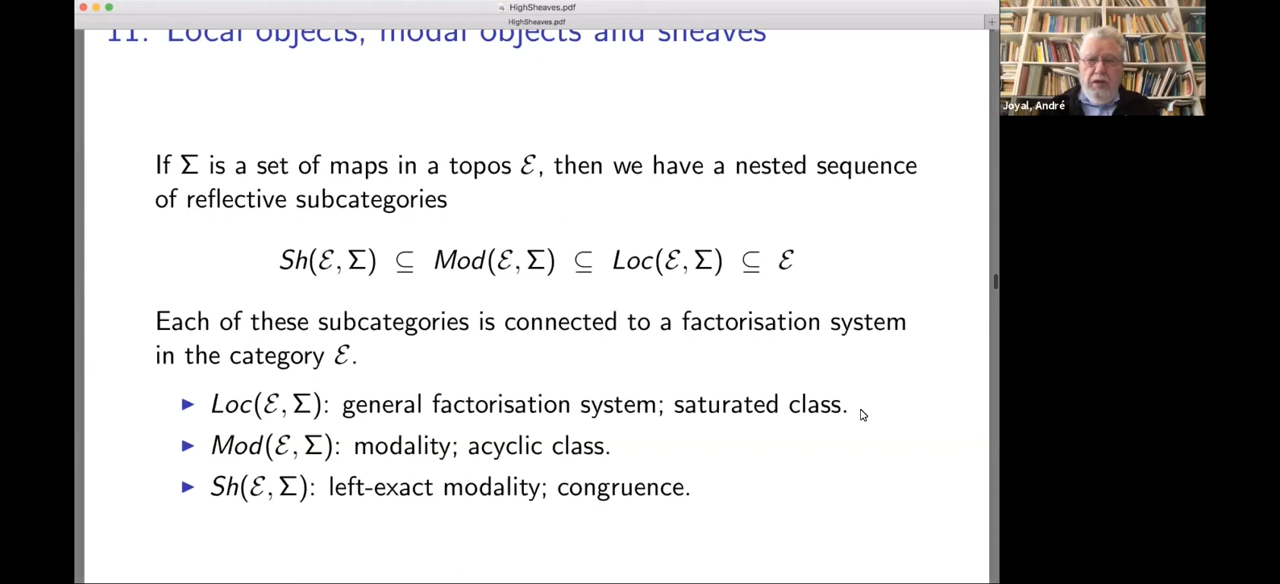 HighSheaves.pdf
HighSheaves.pdf
11. Local objects, modal objects and sheaves
Joyal, André
If Σ is a set of maps in a topos ℰ, then we have a nested sequence
of reflective subcategories
Sh(ℰ, Σ) ⊆ Mod(ℰ, Σ) ⊆ Loc(ℰ, Σ) ⊆ ℰ
Each of these subcategories is connected to a factorisation system
in the category ℰ.
▶ Loc(ℰ, Σ): general factorisation system; saturated class.
▶ Mod(ℰ, Σ): modality; acyclic class.
▶ Sh(ℰ, Σ): left-exact modality; congruence.